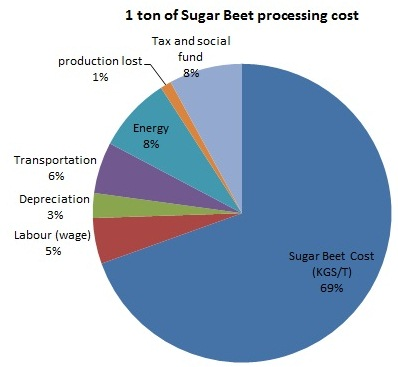 1 ton of Sugar Beet processing cost
Tax and social
fund
8%
production lost
1%
Energy
8%
Transportation
6%
Depreciation
3%
Labour (wage)
5%
Sugar Beet Cost
(KGS/T)
69%